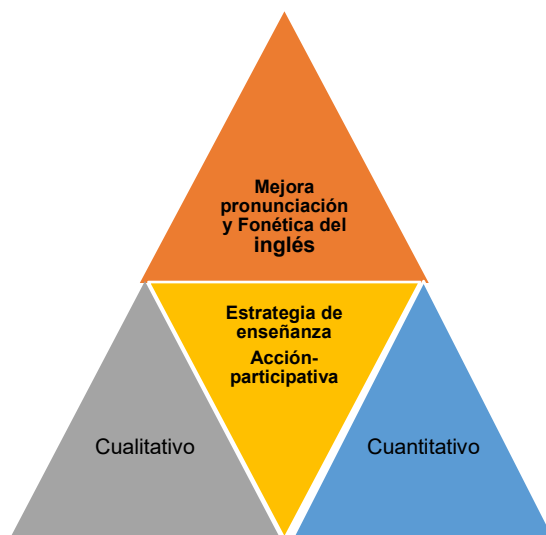 Mejora
pronunciación
y Fonética del
inglés
Estrategia de
enseñanza
Acción-
participativa
Cualitativo
Cuantitativo